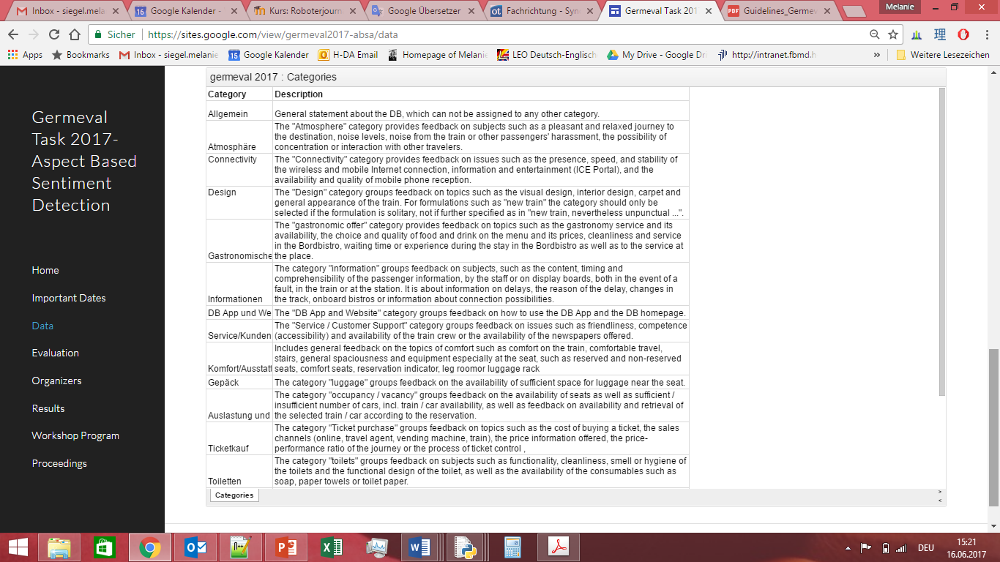 Inbox - siegel.mela
Google Kalender -
Kurs: Roboterjourn
Google Übersetzer
Fachrichtung - Syn
Germeval Task 201
Guidelines_Germev
Melanie
Sicher
https://sites.google.com/view/germeval2017-absa/data
Apps
Bookmarks
Inbox - siegel.melanie
Google Kalender
H-DA Email
Homepage of Melanie
LEO Deutsch-Englisch
My Drive - Google Dri
http://intranet.fbmd.h
»
Weitere Lesezeichen
Germeval
Task 2017-
Aspect Based
Sentiment
Detection
Home
Important Dates
Data
Evaluation
Organizers
Results
Workshop Program
Proceedings
germeval 2017 : Categories
Category Description
Allgemein General statement about the DB, which can not be assigned to any other category.
The "Atmosphere" category provides feedback on subjects such as a pleasant and relaxed journey to
the destination, noise levels, noise from the train or other passengers' harassment, the possibility of
Atmosphäre concentration or interaction with other travelers.
Connectivity The "Connectivity" category provides feedback on issues such as the presence, speed, and stability of
the wireless and mobile Internet connection, information and entertainment (ICE Portal), and the
availability and quality of mobile phone reception.
Design The "Design" category groups feedback on topics such as the visual design, interior design, carpet and
general appearance of the train. For formulations such as "new train" the category should only be
selected if the formulation is solitary, not if further specified as in "new train, nevertheless unpunctual ...".
The "gastronomic offer" category provides feedback on topics such as the gastronomy service and its
availability, the choice and quality of food and drink on the menu and its prices, cleanliness and service
in the Bordbistro, waiting time or experience during the stay in the Bordbistro as well as to the service at
Gastronomische the place.
The category "information" groups feedback on subjects, such as the content, timing and
comprehensibility of the passenger information, by the staff or on display boards, both in the event of a
fault, in the train or at the station. It is about information on delays, the reason of the delay, changes in
Informationen the track, onboard bistros or information about connection possibilities.
DB App und We The "DB App and Website" category groups feedback on how to use the DB App and the DB homepage.
The "Service / Customer Support" category groups feedback on issues such as friendliness, competence
Service/Kunden (accessibility) and availability of the train crew or the availability of the newspapers offered.
Includes general feedback on the topics of comfort such as comfort on the train, comfortable travel,
stairs, general spaciousness and equipment especially at the seat, such as reserved and non-reserved
Komfort/Ausstatt seats, comfort seats, reservation indicator, leg roomor luggage rack
Gepäck The category "luggage" groups feedback on the availability of sufficient space for luggage near the seat.
The category "occupancy / vacancy" groups feedback on the availability of seats as well as sufficient /
insufficient number of cars, incl. train / car availability, as well as feedback on availability and retrieval of
Auslastung und the selected train / car according to the reservation.
The category "Ticket purchase" groups feedback on topics such as the cost of buying a ticket, the sales
channels (online, travel agent, vending machine, train), the price information offered, the price-
Ticketkauf performance ratio of the journey or the process of ticket control ,
The category "toilets" groups feedback on subjects such as functionality, cleanliness, smell or hygiene of
the toilets and the functional design of the toilet, as well as the availability of the consumables such as
Toiletten soap, paper towels or toilet paper.
Categories
DEU
15:21
16.06.2017